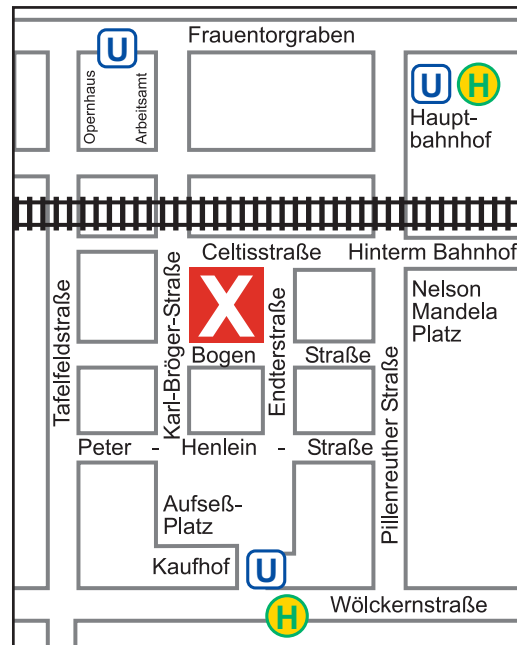 Frauentorgraben
U
Opernhaus
Arbeitsamt
U H
Haupt-
bahnhof
Celtisstraße
Hinterm Bahnhof
Tafelfeldstraße
Karl-Bröger-Straße
X
Endterstraße
Nelson
Mandela
Platz
Bogen Straße
Pillenreuther Straße
Peter - Henlein - Straße
Aufseß-
Platz
Kaufhof
U
H
Wölckernstraße